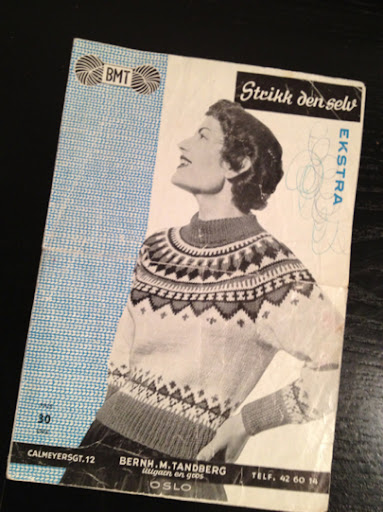 BMT
Strikk den selv
EKSTRA
30
CALMEYERSGT. 12
BERNH. M. TANDBERG
TELF. 42 60 14
OSLO